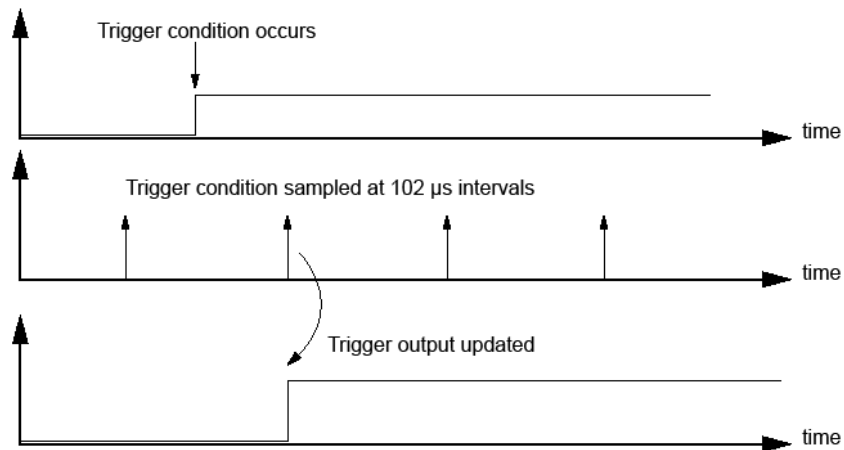 Trigger condition occurs
time
Trigger condition sampled at 102 µs intervals
time
Trigger output updated
time